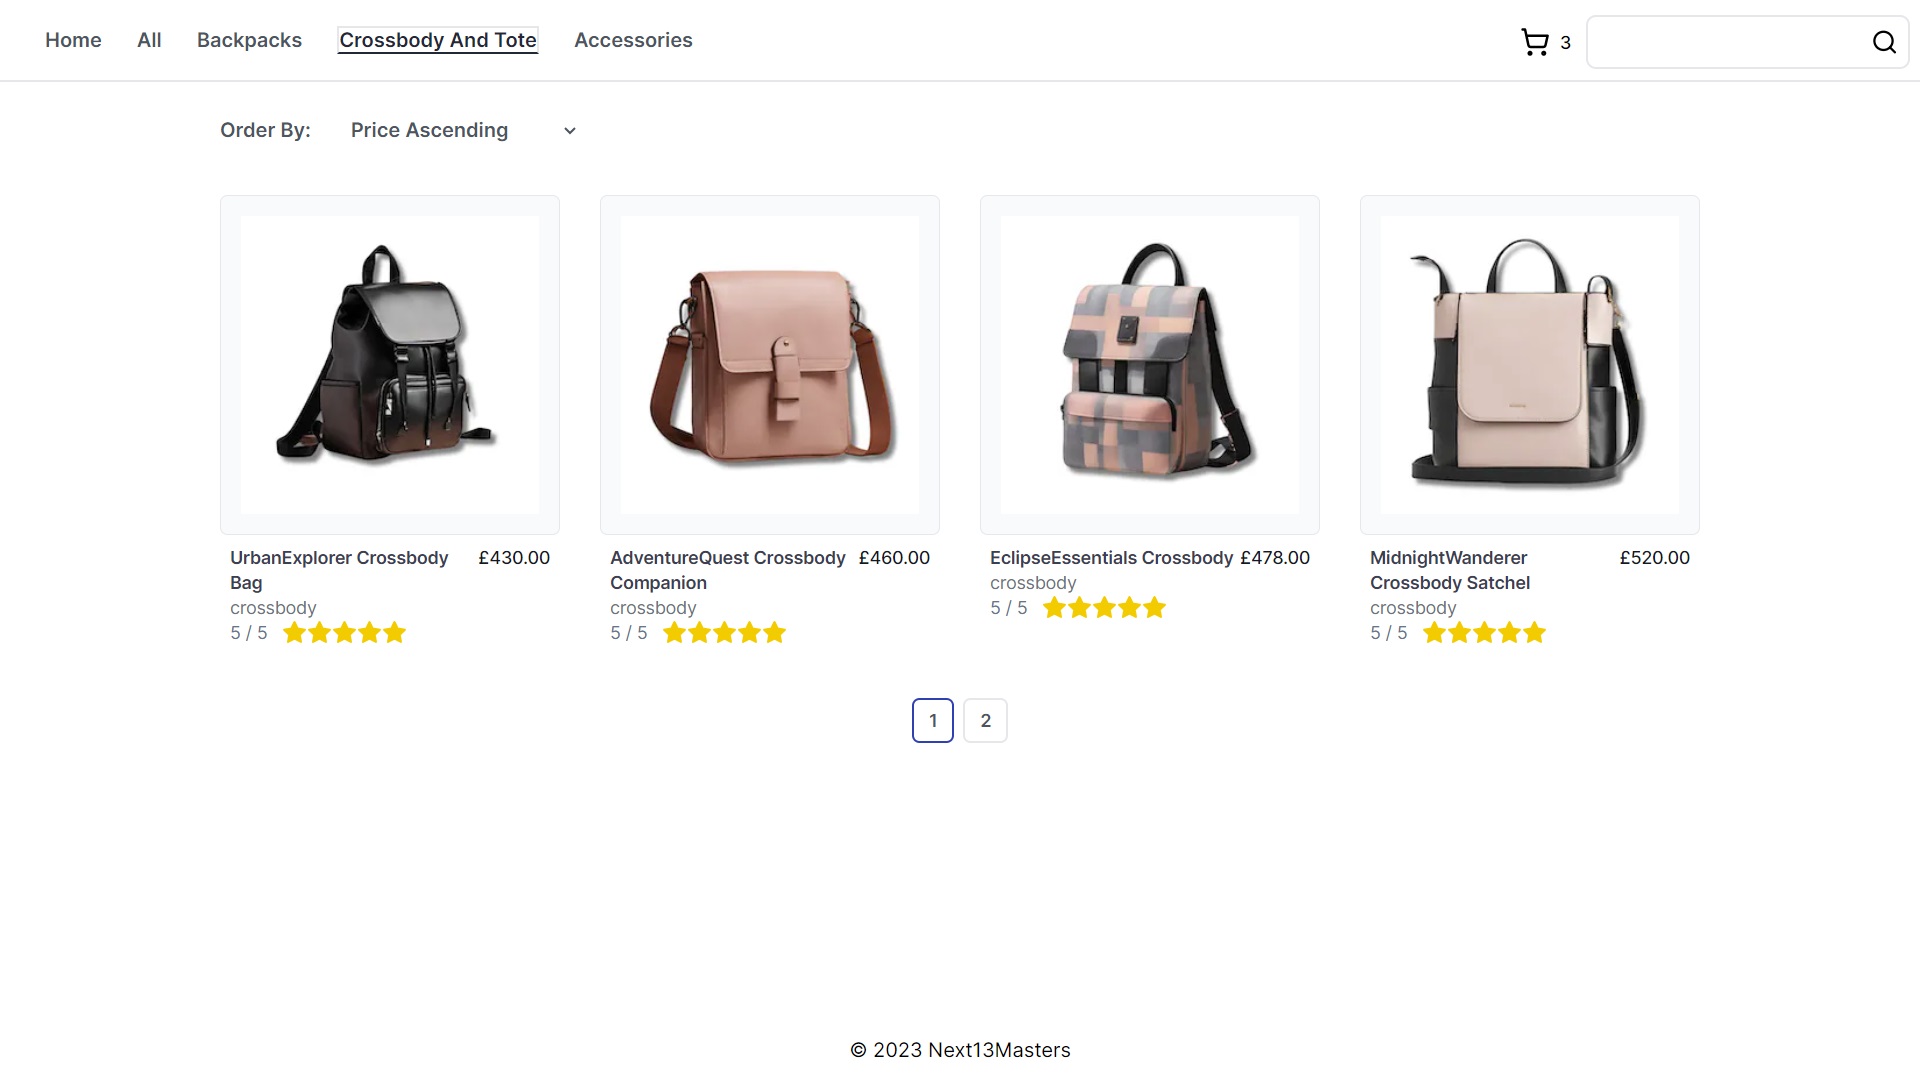 Home All Backpacks Crossbody And Tote Accessories 3
Order By: Price Ascending
UrbanExplorer Crossbody Bag £430.00
crossbody
5 / 5
AdventureQuest Crossbody Companion £460.00
crossbody
5 / 5
EclipseEssentials Crossbody £478.00
crossbody
5 / 5
MidnightWanderer Crossbody Satchel £520.00
crossbody
5 / 5
1 2
© 2023 Next13Masters